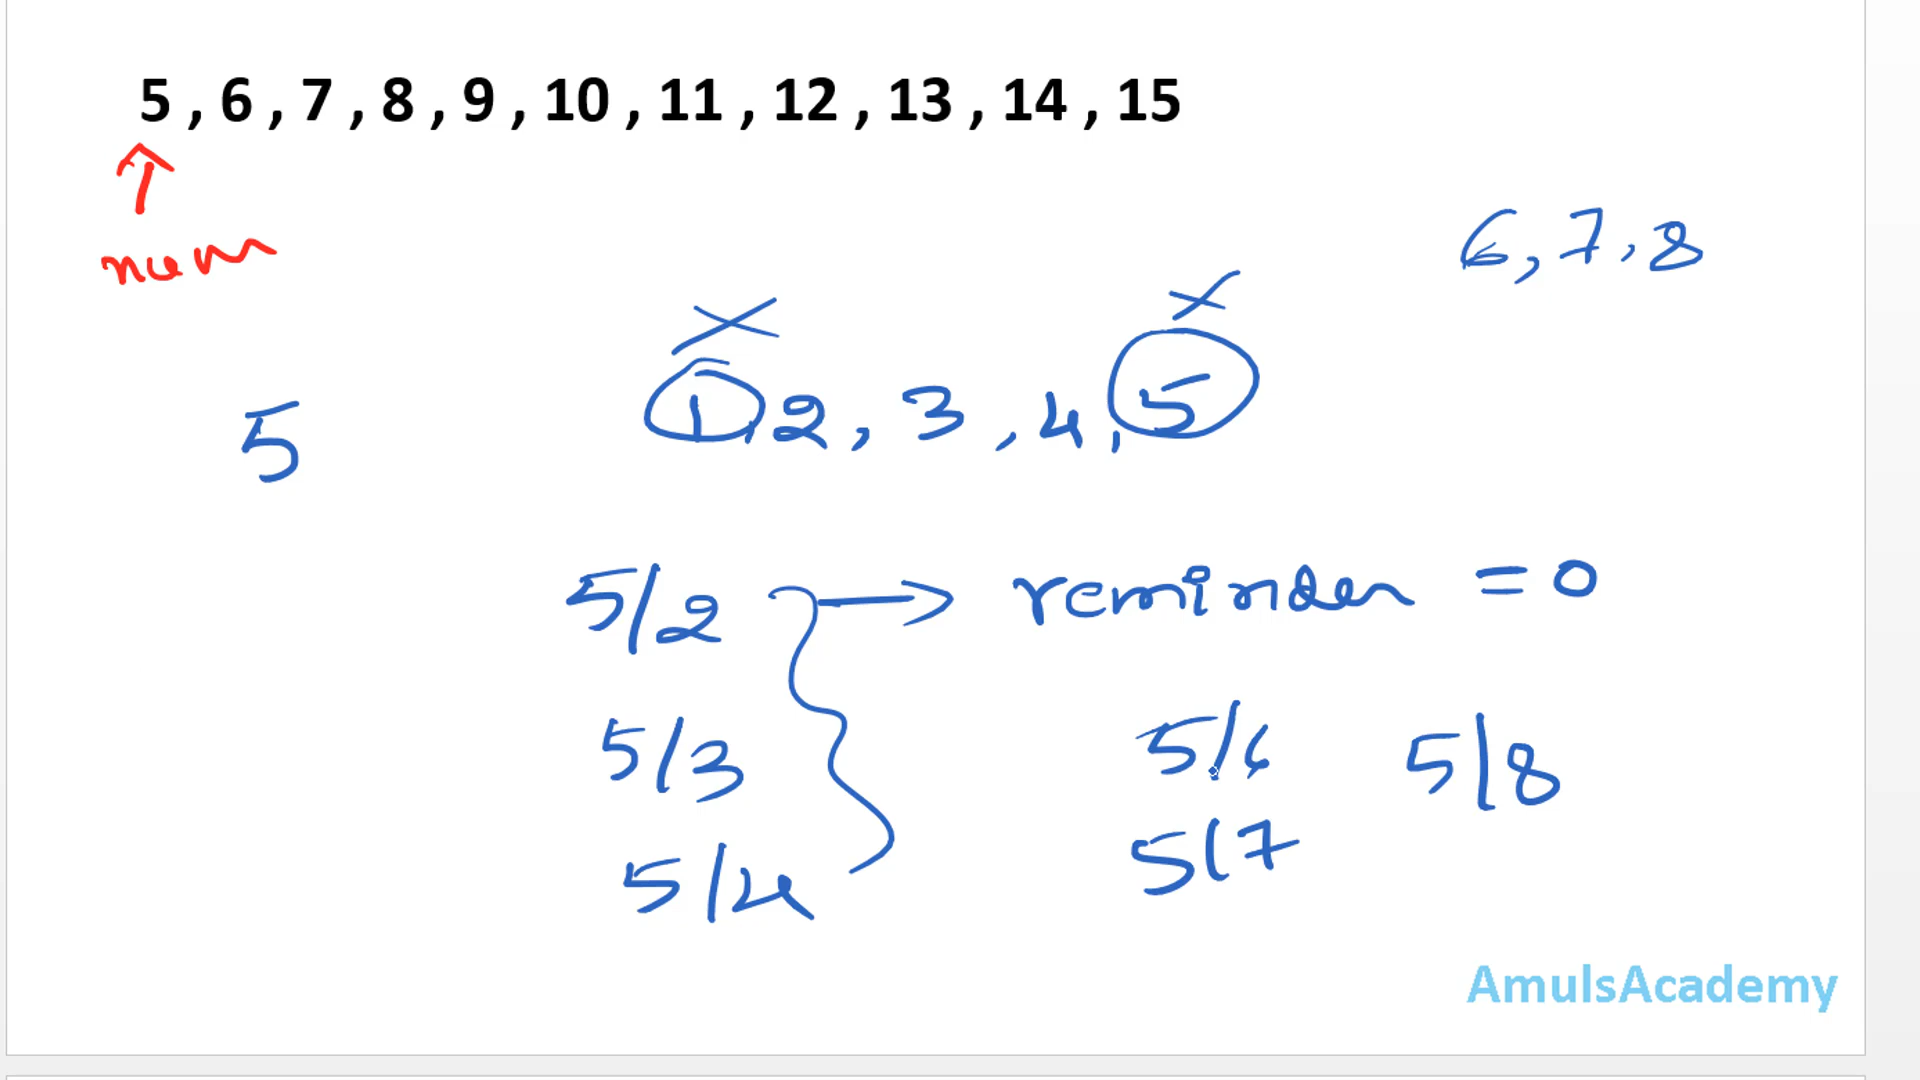 5 , 6 , 7 , 8 , 9 , 10 , 11 , 12 , 13 , 14 , 15
num
6, 7, 8
5
1, 2, 3, 4, 5
5/2 → reminder = 0
5/3
5/6
5/8
5/4
5/7
AmulsAcademy